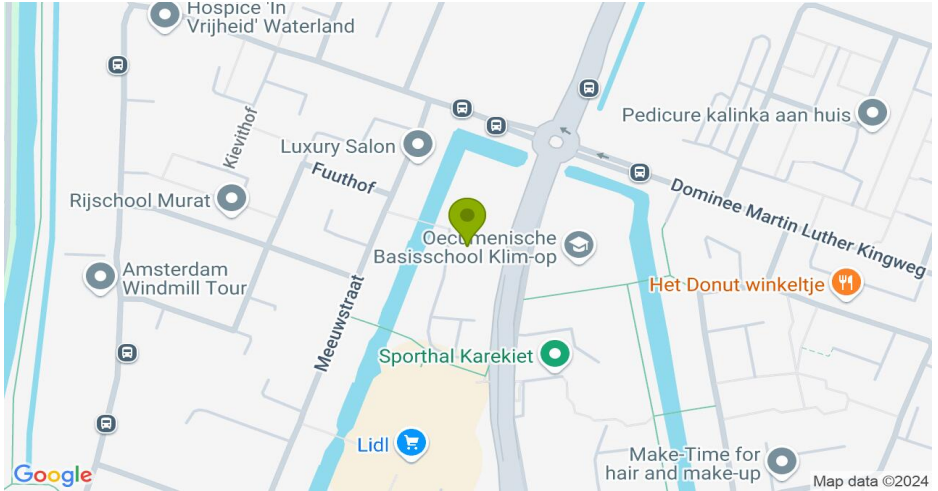 Hospice 'In
Vrijheid' Waterland
Pedicure kalinka aan huis
Kievithof
Luxury Salon
Fuuthof
Rijschool Murat
Dominee Martin Luther Kingweg
Oecumenische
Basisschool Klim-op
Amsterdam
Windmill Tour
Het Donut winkeltje
Meeuwstraat
Sporthal Karekiet
Lidl
Make-Time for
hair and make-up
Google
Map data ©2024